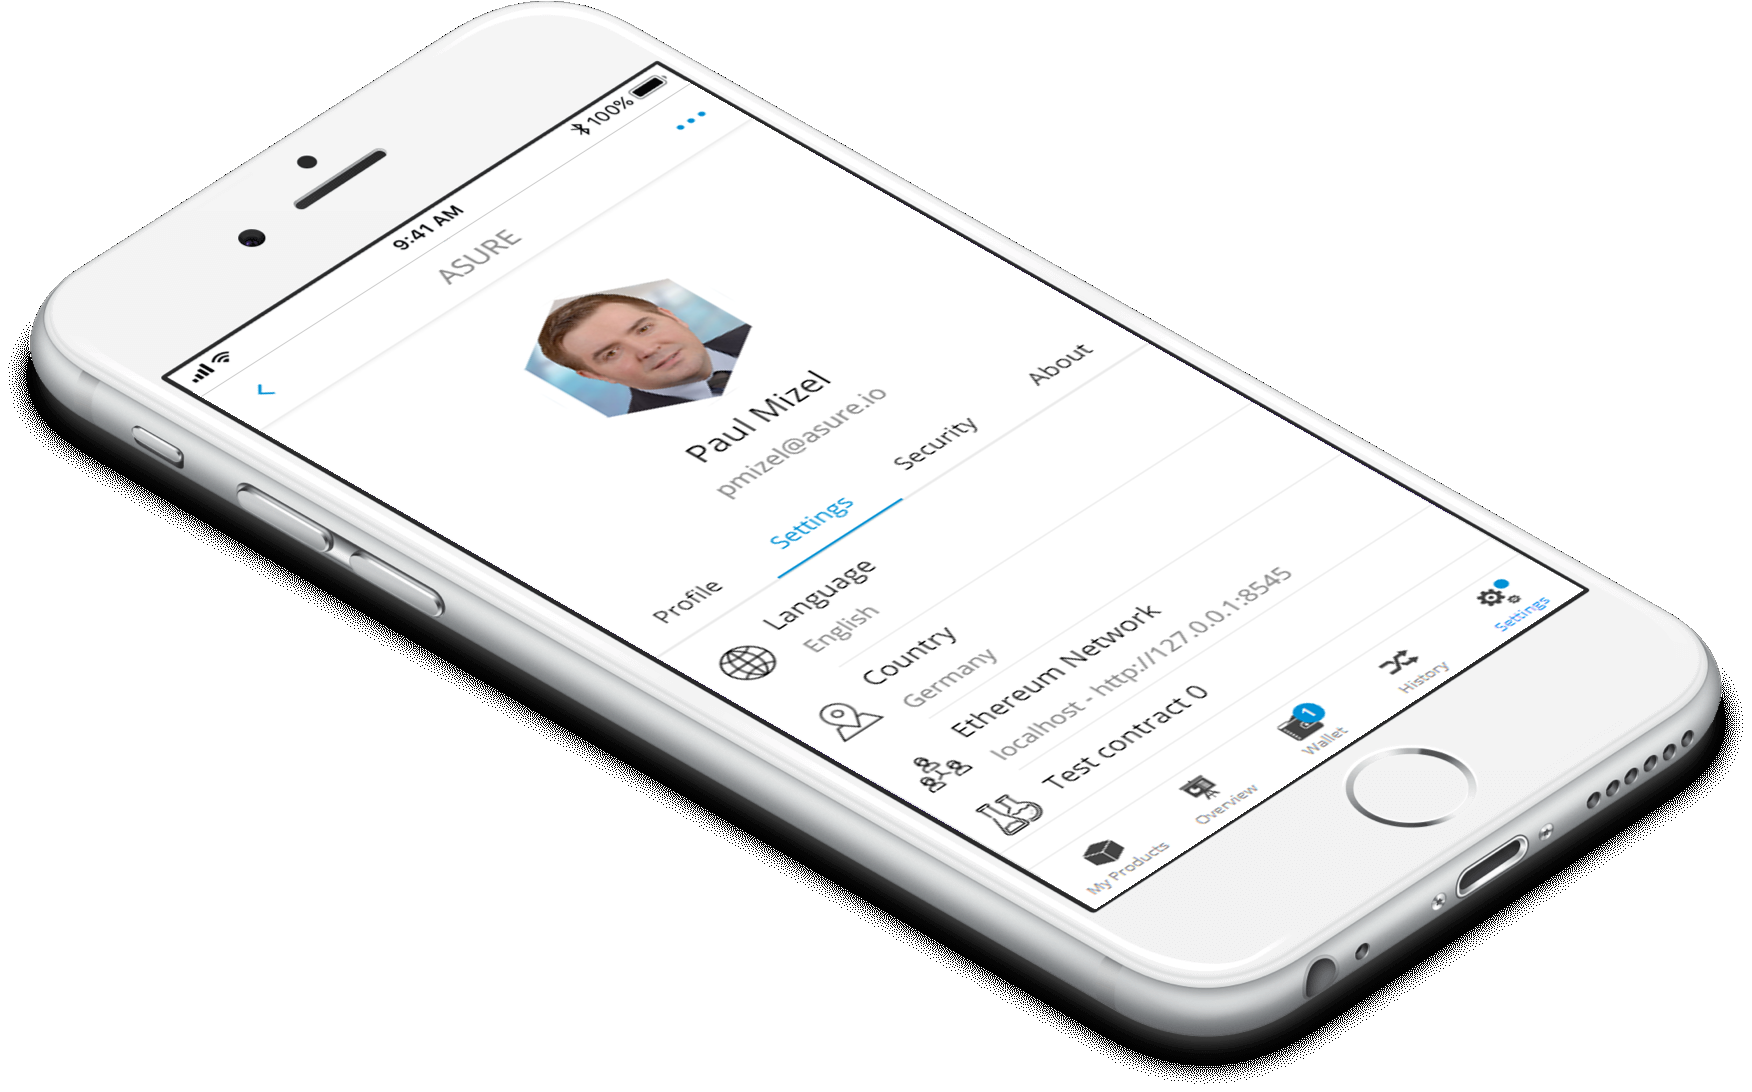 9:41 AM
100%
ASURE
Paul Mizel
pmizel@asure.io
Profile
Settings
Security
About
Language
English
Country
Germany
Ethereum Network
localhost - http://127.0.0.1:8545
Test contract 0
My Products
Overview
1
Wallet
History
Settings